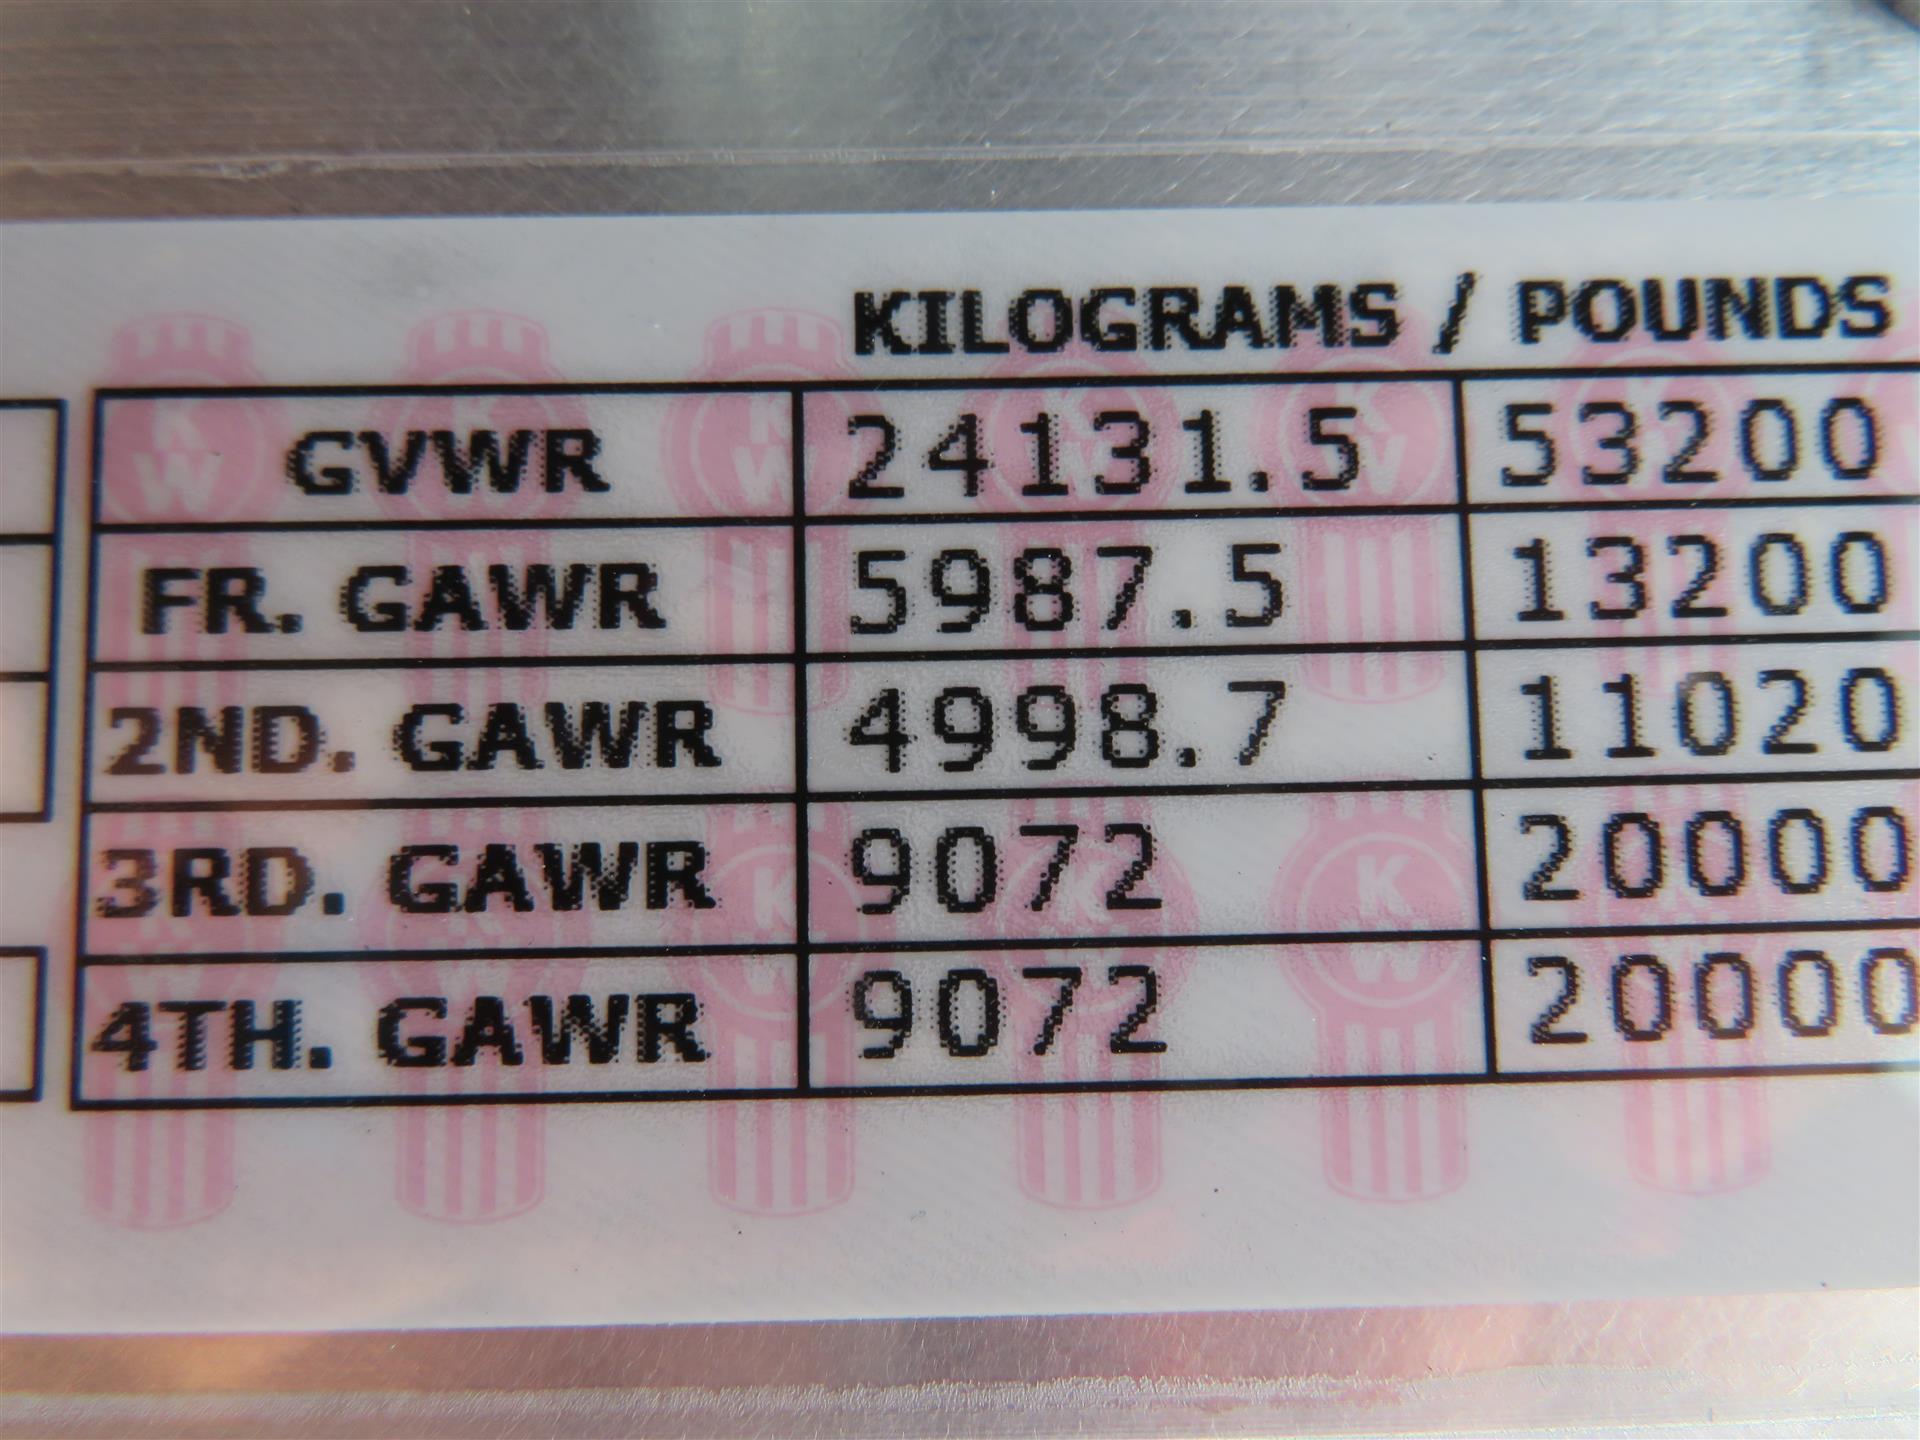 KILOGRAMS / POUNDS
GVWR 24131.5 53200
FR. GAWR 5987.5 13200
2ND. GAWR 4998.7 11020
3RD. GAWR 9072 20000
4TH. GAWR 9072 20000